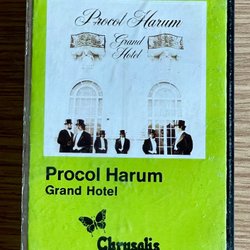 Procol Harum
Grand
Hotel
Procol Harum
Grand Hotel
Chrysalis